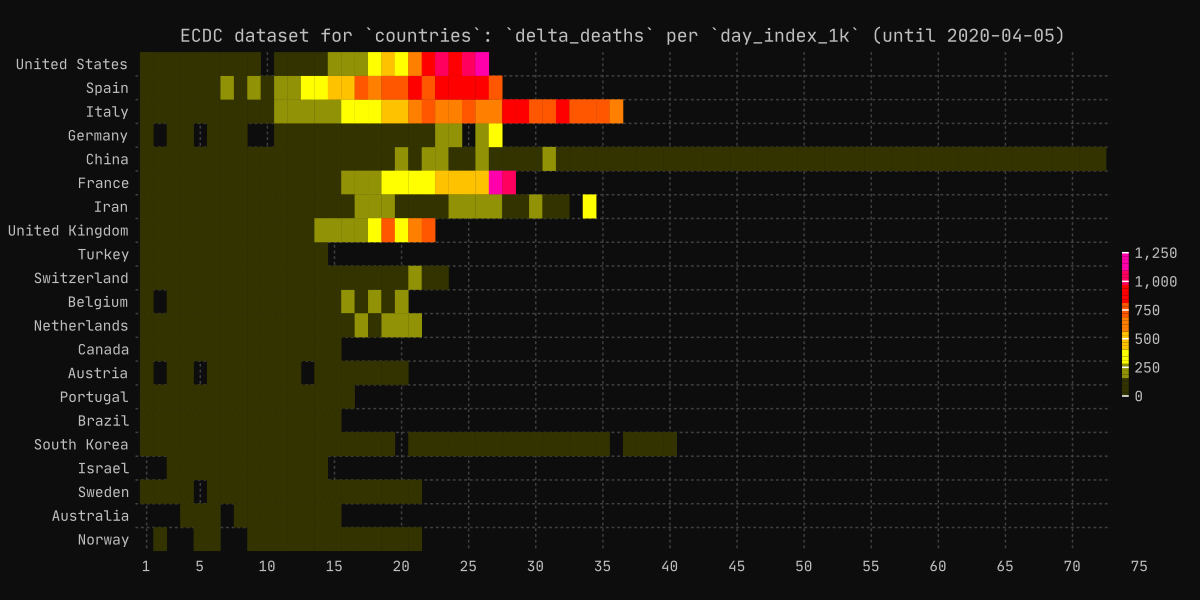 ECDC dataset for `countries`: `delta_deaths` per `day_index_1k` (until 2020-04-05)
United States
Spain
Italy
Germany
China
France
Iran
United Kingdom
Turkey
Switzerland
Belgium
Netherlands
Canada
Austria
Portugal
Brazil
South Korea
Israel
Sweden
Australia
Norway
1 5 10 15 20 25 30 35 40 45 50 55 60 65 70 75
1,250
1,000
750
500
250
0